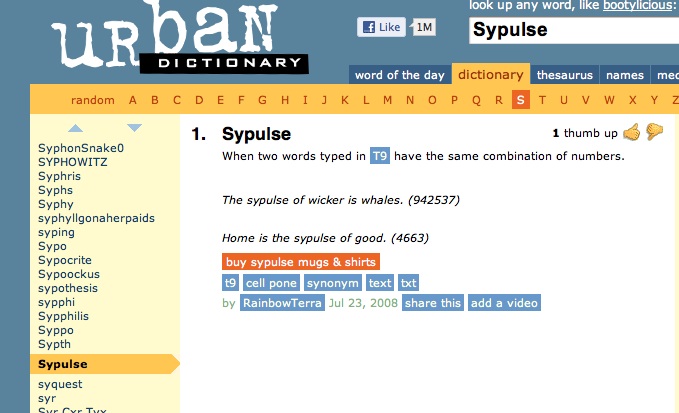 look up any word, like bootylicious:
urban
DICTIONARY
Like 1M
Sypulse
word of the day dictionary thesaurus names
random A B C D E F G H I J K L M N O P Q R S T U V W X Y Z
1. Sypulse
1 thumb up
When two words typed in T9 have the same combination of numbers.
The sypulse of wicker is whales. (942537)
Home is the sypulse of good. (4663)
buy sypulse mugs & shirts
t9 cell pone synonym text txt
by RainbowTerra Jul 23, 2008 share this add a video
SyphonSnake0
SYPHOWITZ
Syphris
Syphs
Syphy
syphyllgonaherpaids
syping
Sypo
Sypocrite
Sypoockus
sypothesis
sypphi
Sypphilis
Syppo
Sypth
Sypulse
syquest
syr
Syr Cxr Tyx